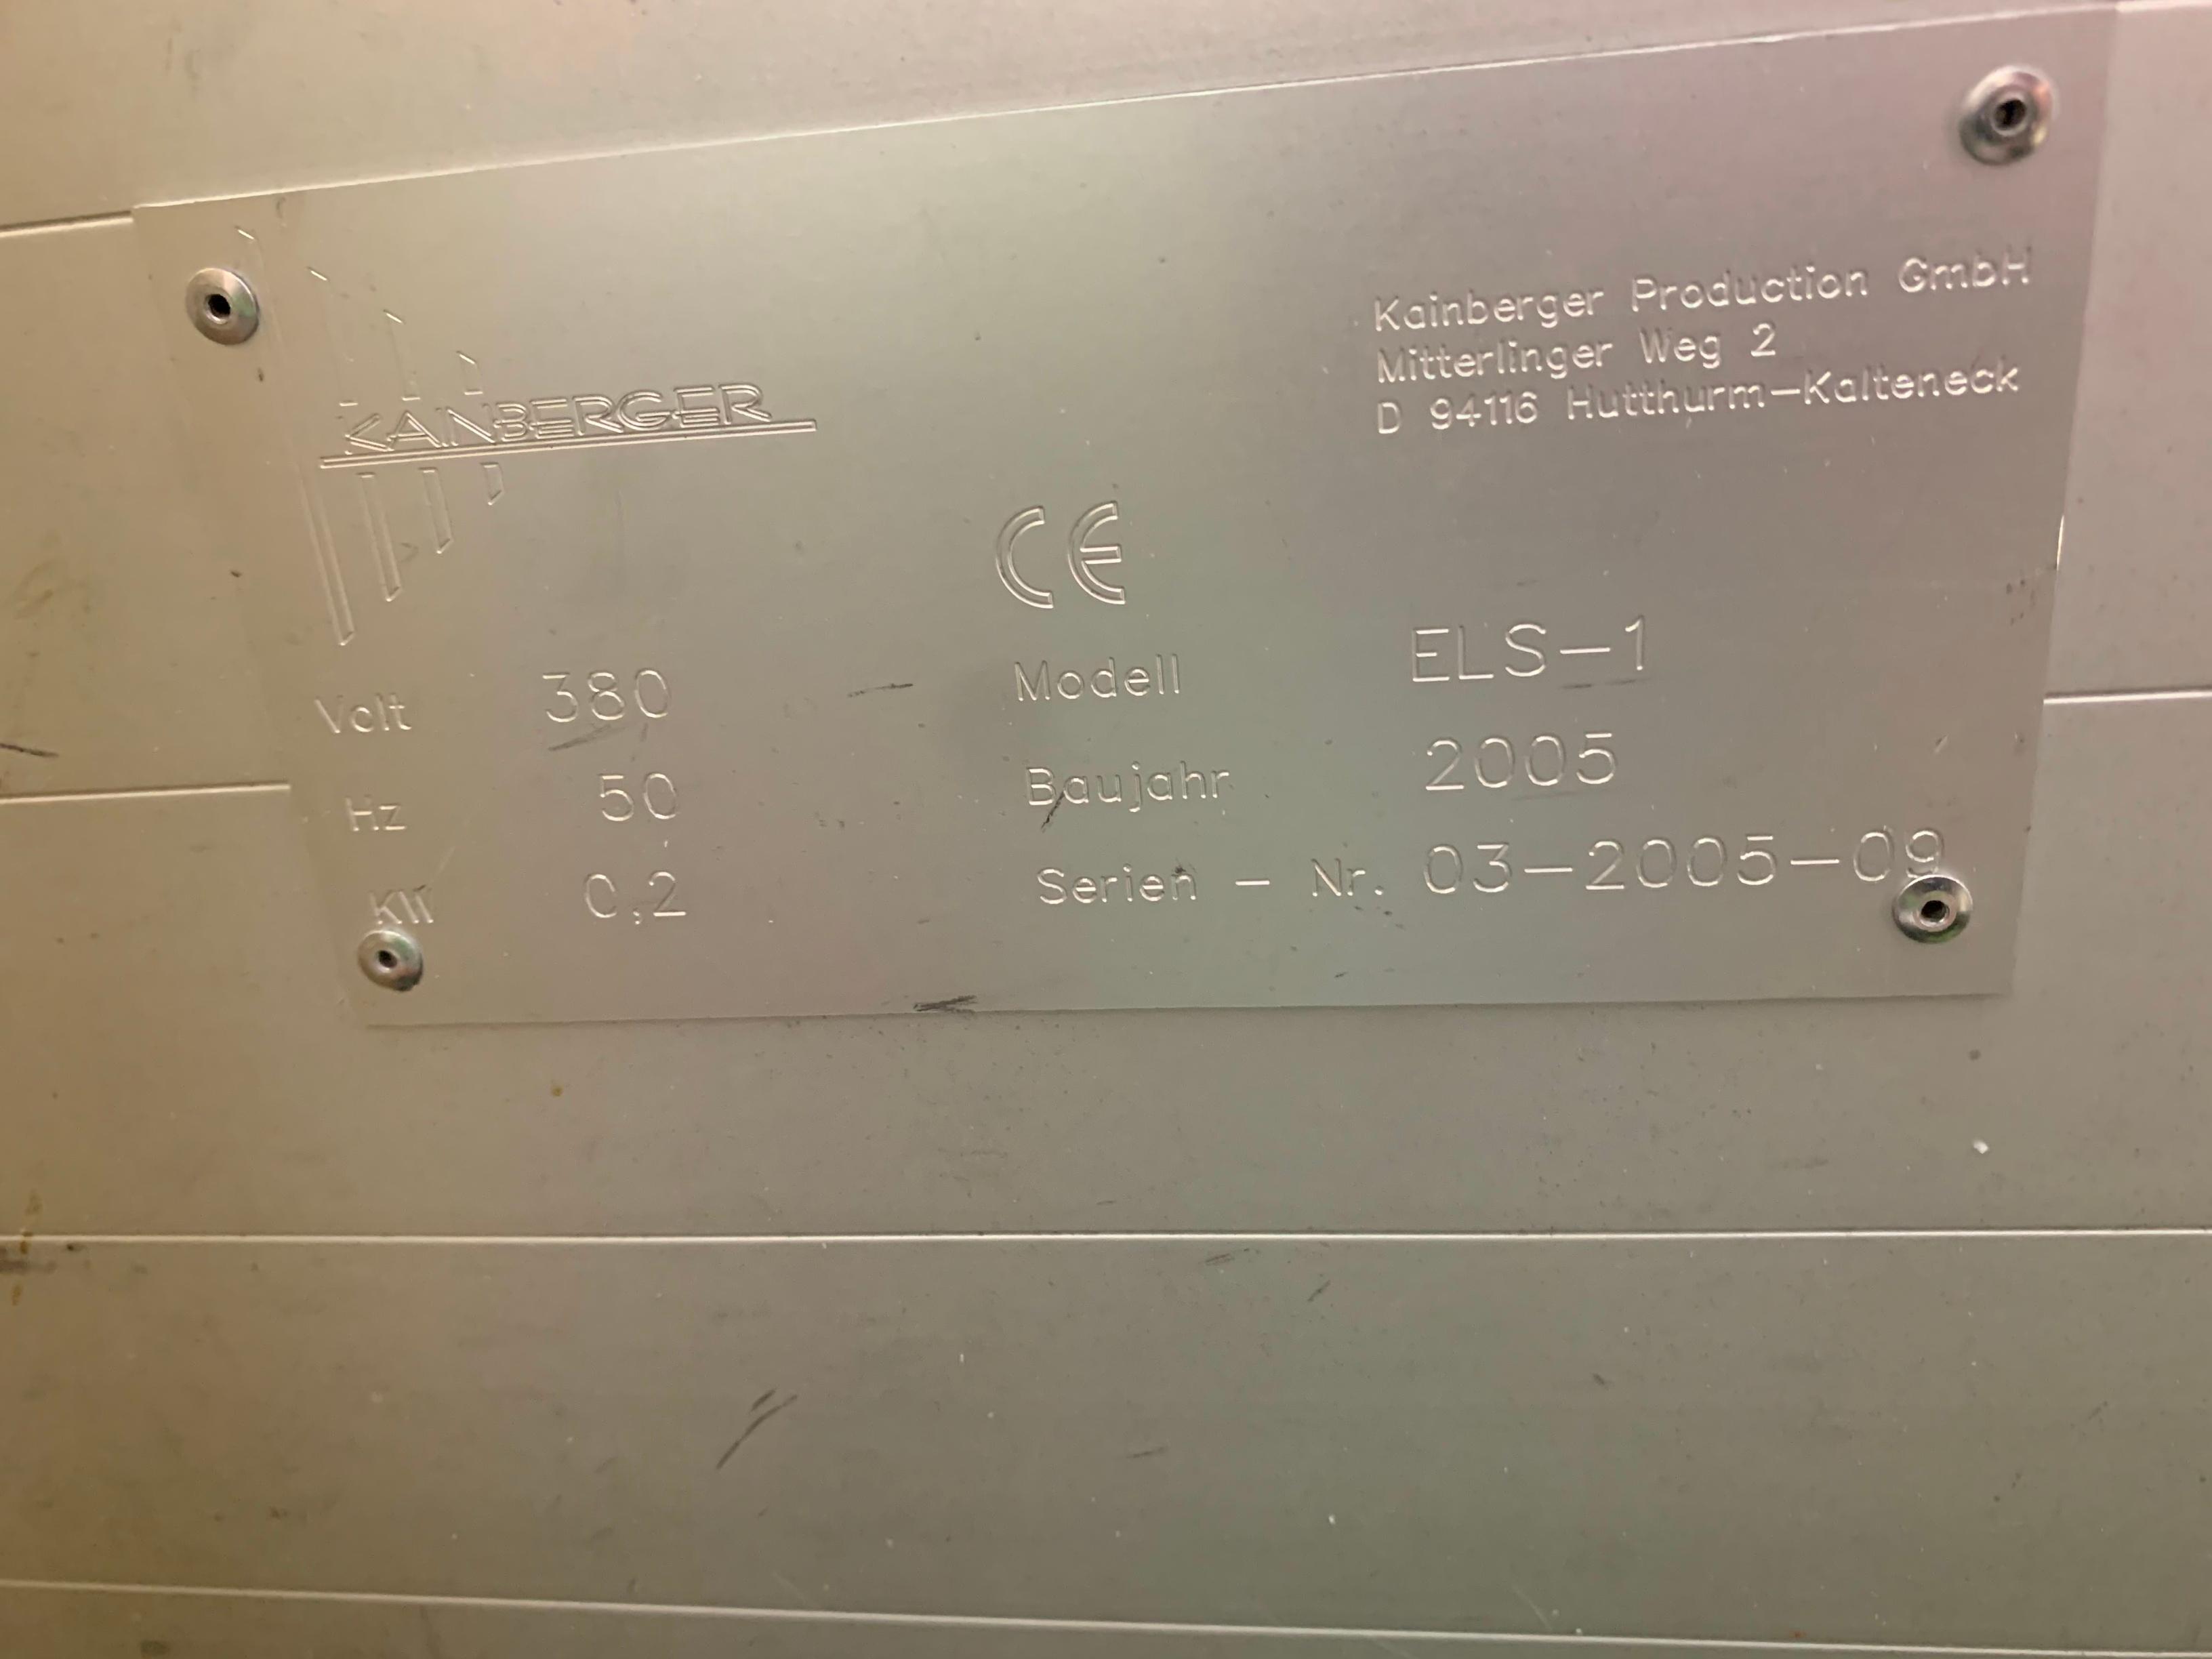 KAINBERGER
Kainberger Production GmbH
Mitterlinger Weg 2
D 94116 Hutthurm-Kalteneck
CE
Volt 380
Hz 50
KW 0,2
Modell ELS-1
Baujahr 2005
Serien - Nr. 03-2005-09